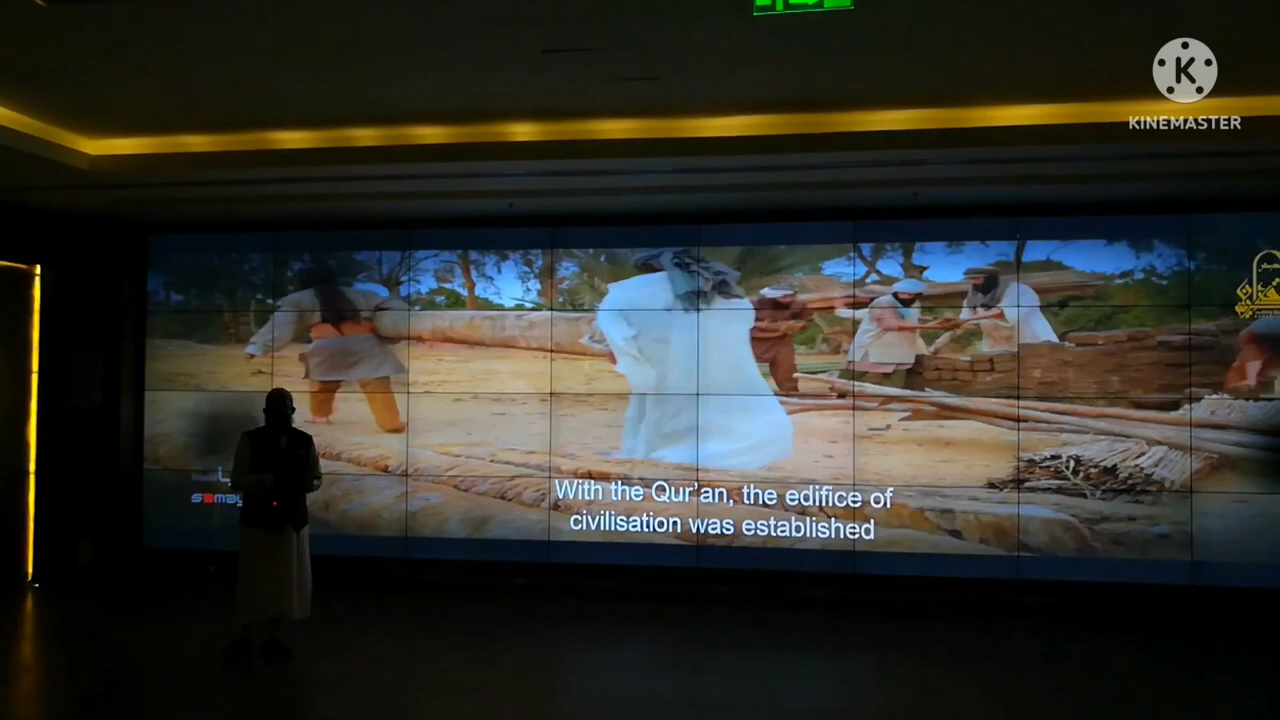 K
KINEMASTER
With the Qur'an, the edifice of
civilisation was established